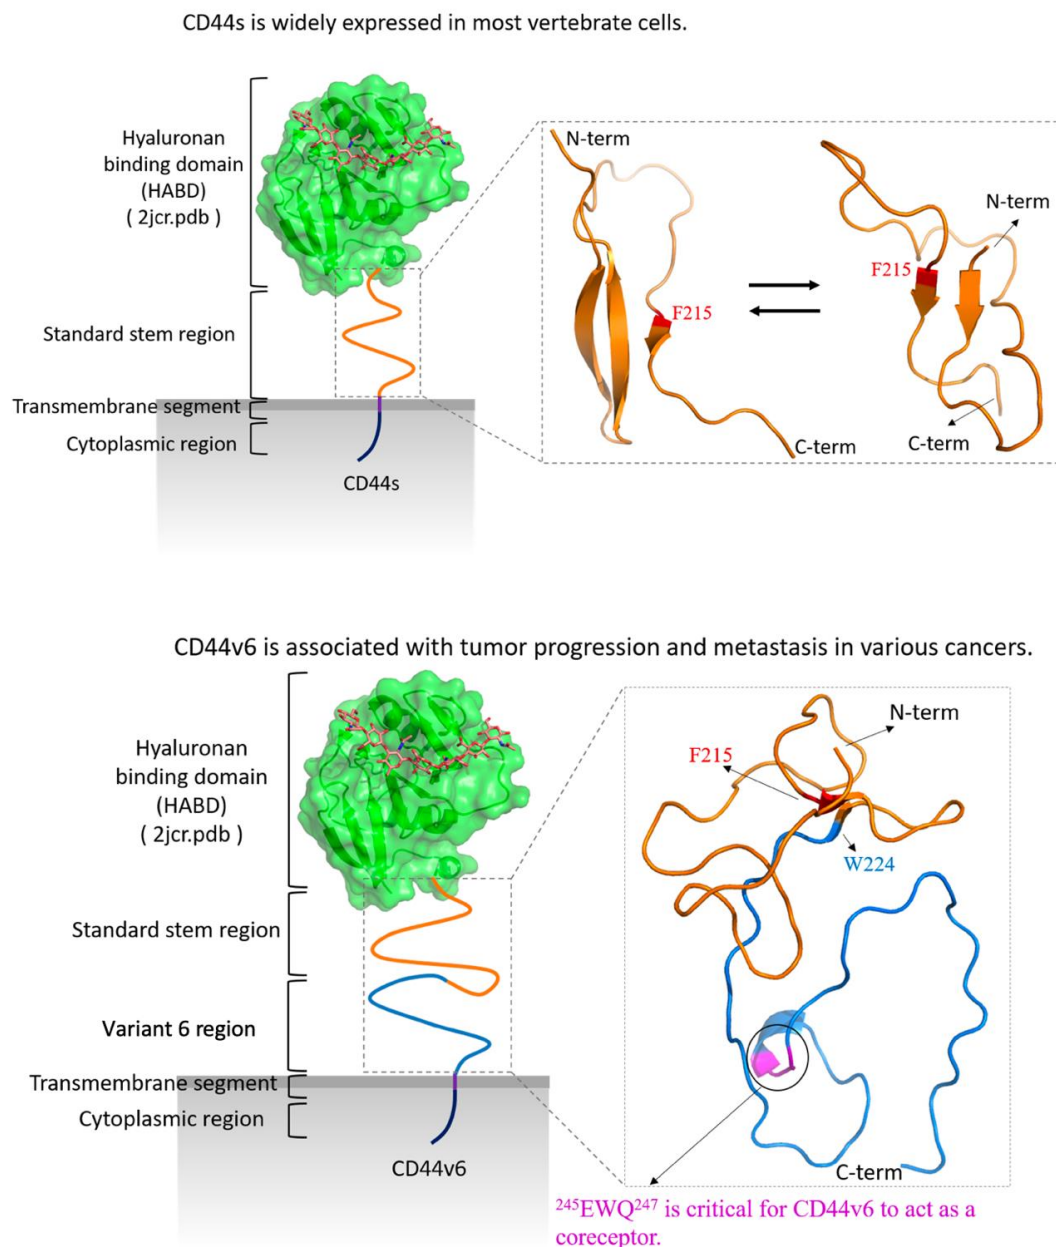 CD44s is widely expressed in most vertebrate cells.
Hyaluronan
binding domain
(HABD)
( 2jcr.pdb )
Standard stem region
Transmembrane segment
Cytoplasmic region
CD44s
N-term
F215
C-term
N-term
F215
C-term
CD44v6 is associated with tumor progression and metastasis in various cancers.
Hyaluronan
binding domain
(HABD)
( 2jcr.pdb )
Standard stem region
Variant 6 region
Transmembrane segment
Cytoplasmic region
CD44v6
N-term
F215
W224
C-term
²⁴⁵EWQ²⁴⁷ is critical for CD44v6 to act as a
coreceptor.